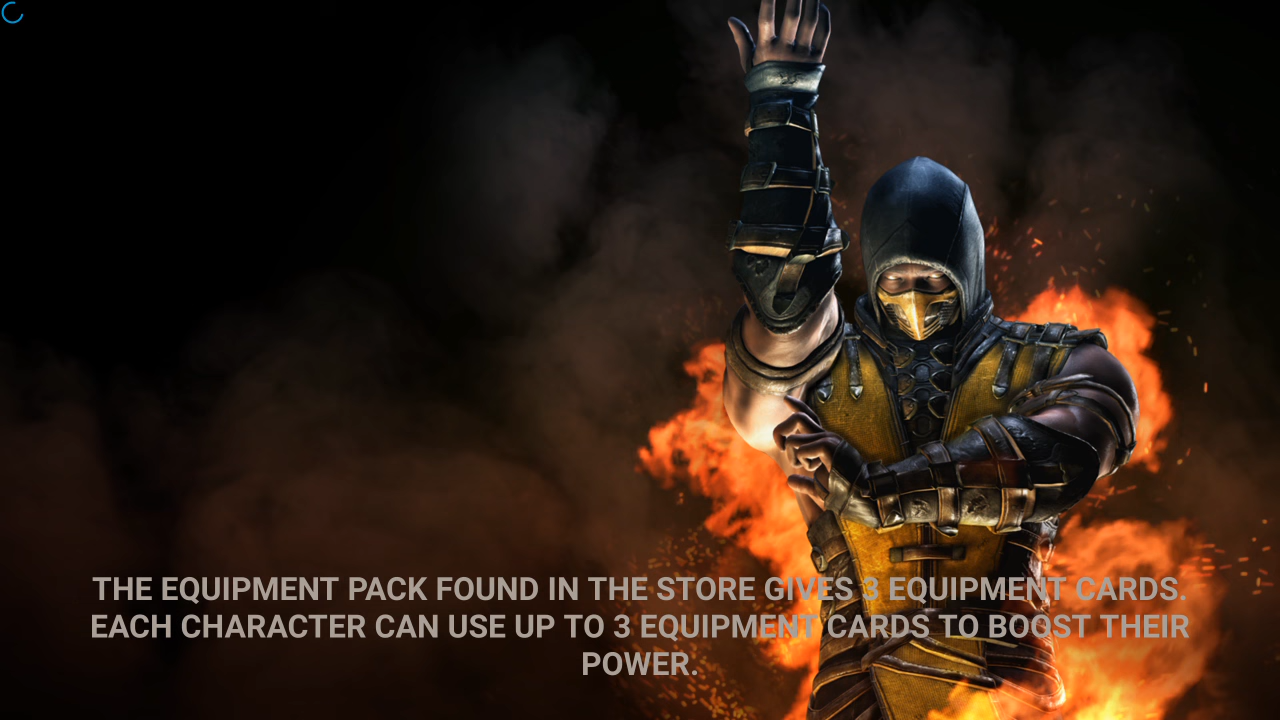 THE EQUIPMENT PACK FOUND IN THE STORE GIVES 3 EQUIPMENT CARDS.
EACH CHARACTER CAN USE UP TO 3 EQUIPMENT CARDS TO BOOST THEIR
POWER.